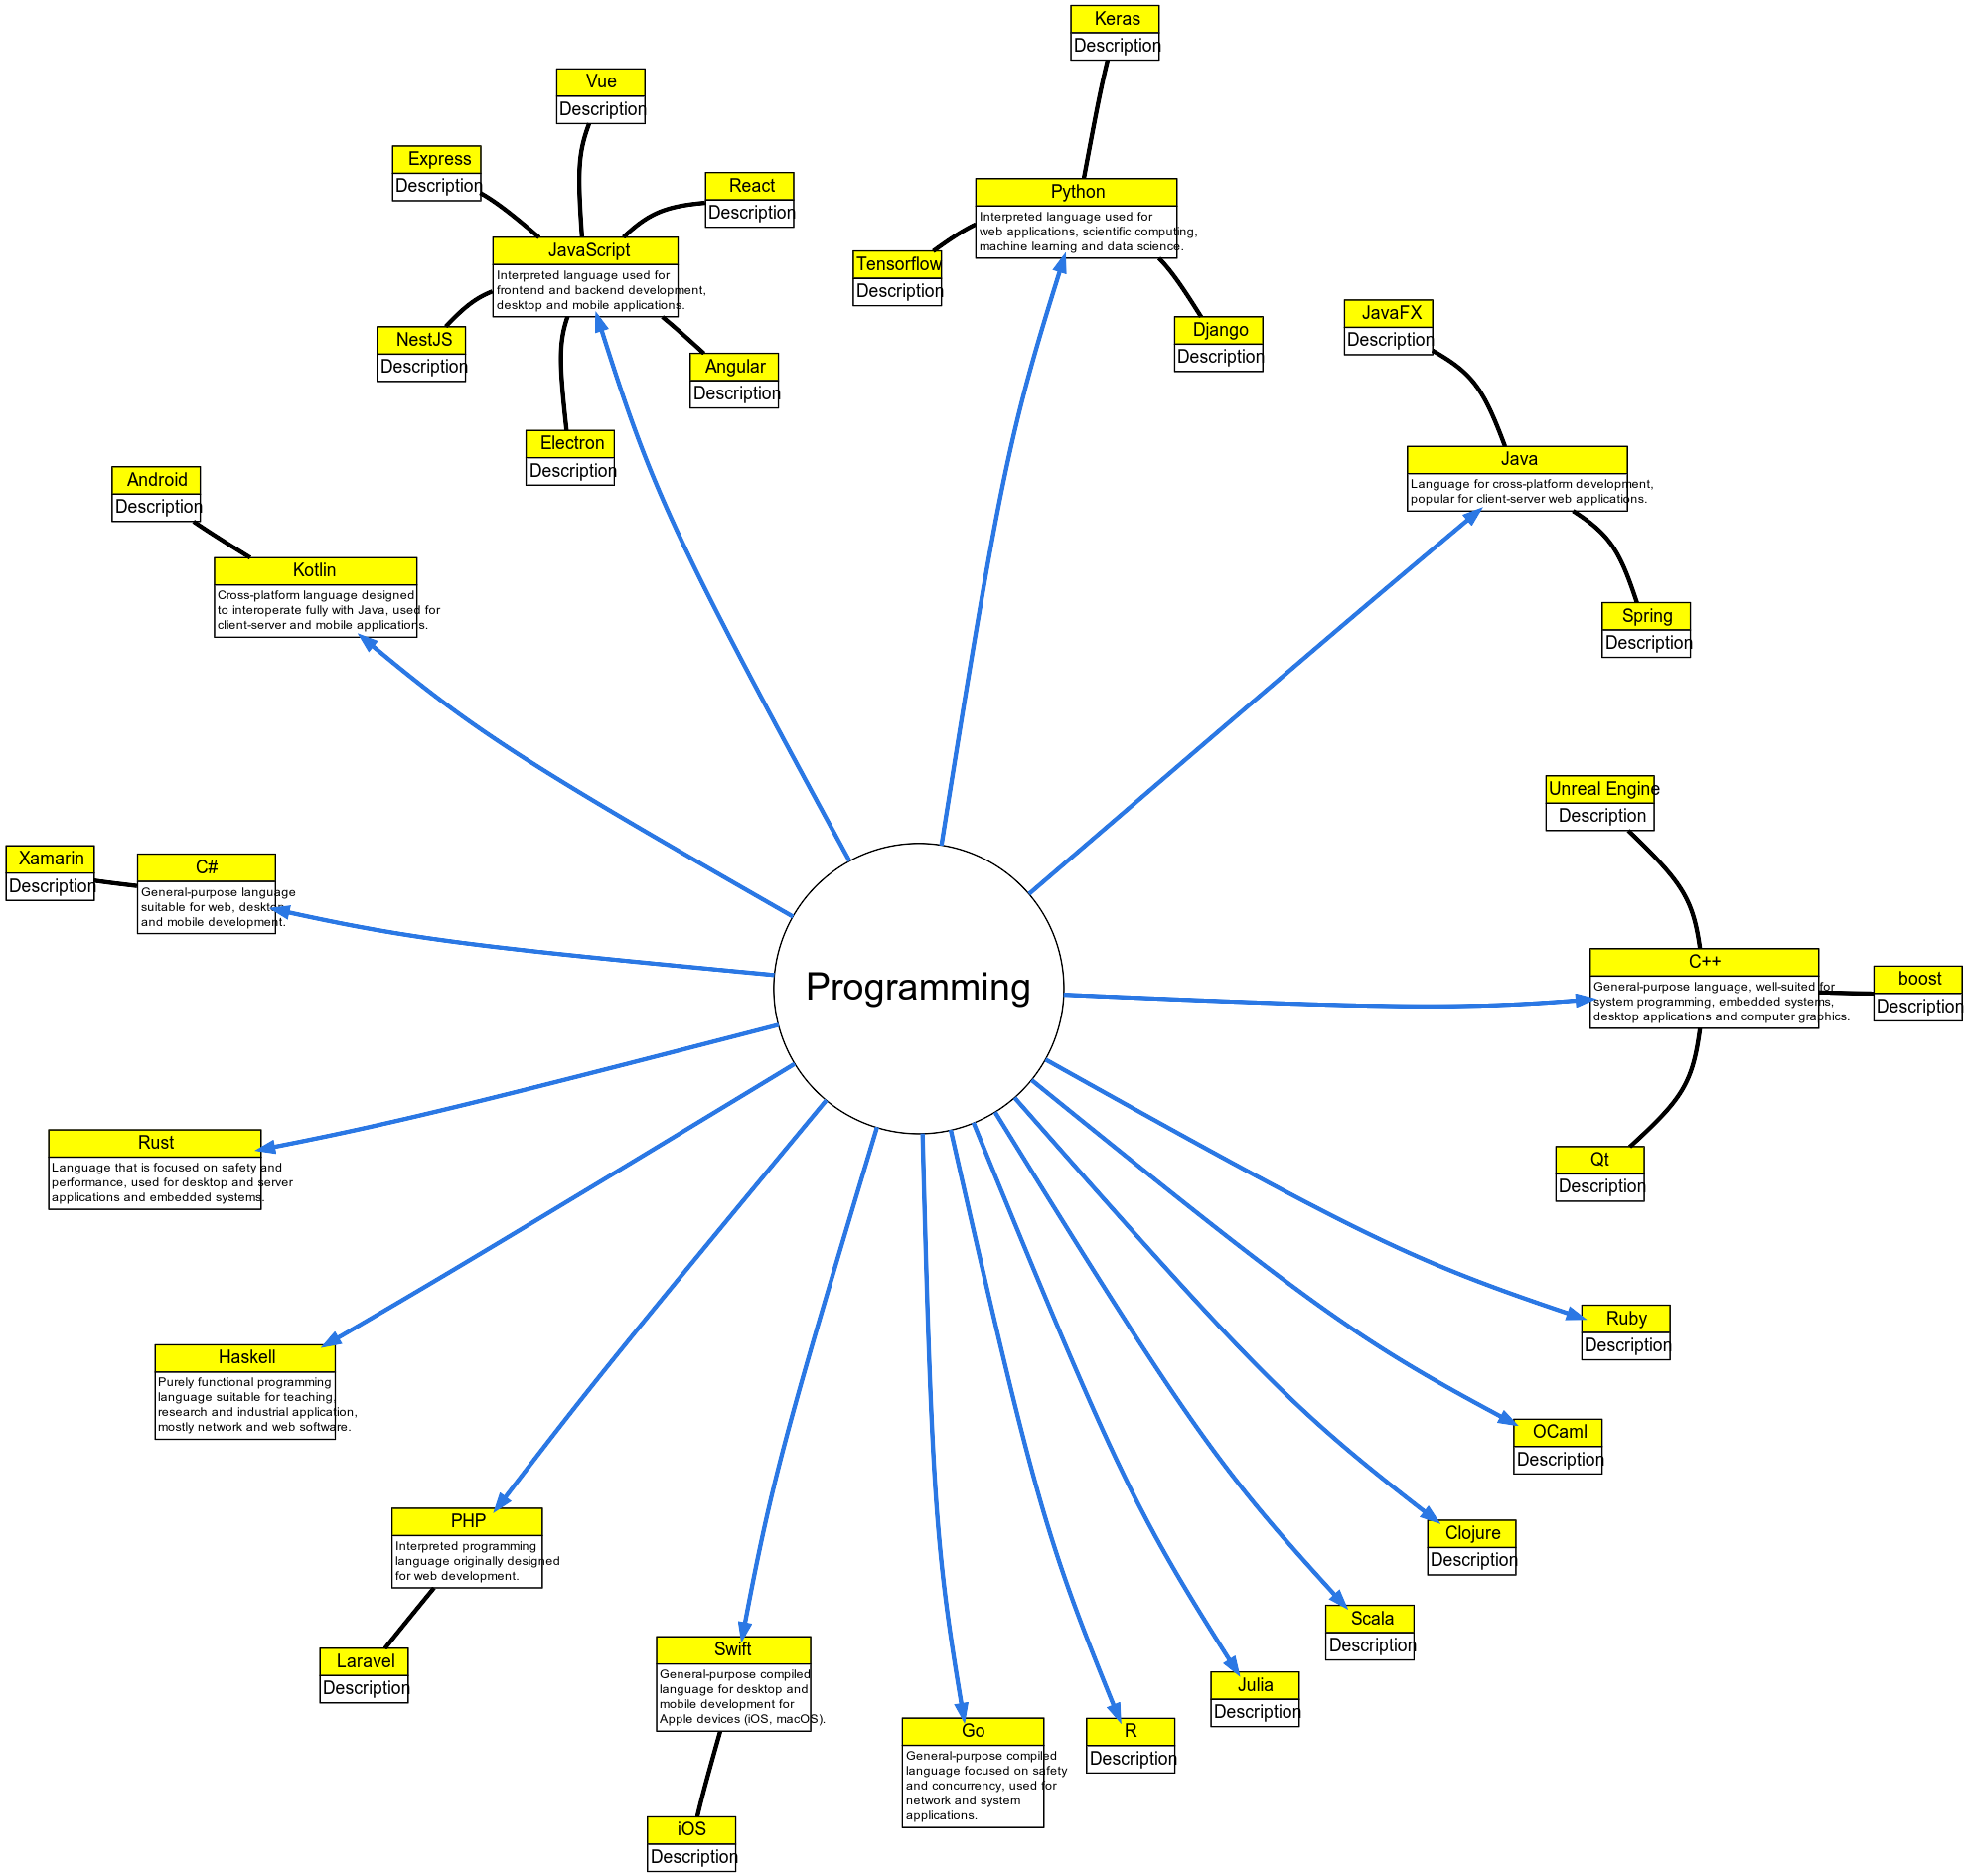 Keras
Description
Vue
Description
Express
Description
React
Description
Python
Interpreted language used for
web applications, scientific computing,
machine learning and data science.
JavaScript
Interpreted language used for
frontend and backend development,
desktop and mobile applications.
Tensorflow
Description
Django
Description
JavaFX
Description
NestJS
Description
Angular
Description
Electron
Description
Java
Language for cross-platform development,
popular for client-server web applications.
Android
Description
Kotlin
Cross-platform language designed
to interoperate fully with Java, used for
client-server and mobile applications.
Spring
Description
Unreal Engine
Description
Xamarin
Description
C#
General-purpose language
suitable for web, desktop
and mobile development.
Programming
C++
General-purpose language, well-suited for
system programming, embedded systems,
desktop applications and computer graphics.
boost
Description
Rust
Language that is focused on safety and
performance, used for desktop and server
applications and embedded systems.
Qt
Description
Ruby
Description
Haskell
Purely functional programming
language suitable for teaching,
research and industrial application,
mostly network and web software.
OCaml
Description
PHP
Interpreted programming
language originally designed
for web development.
Clojure
Description
Scala
Description
Laravel
Description
Swift
General-purpose compiled
language for desktop and
mobile development for
Apple devices (iOS, macOS).
Julia
Description
Go
General-purpose compiled
language focused on safety
and concurrency, used for
network and system
applications.
R
Description
iOS
Description